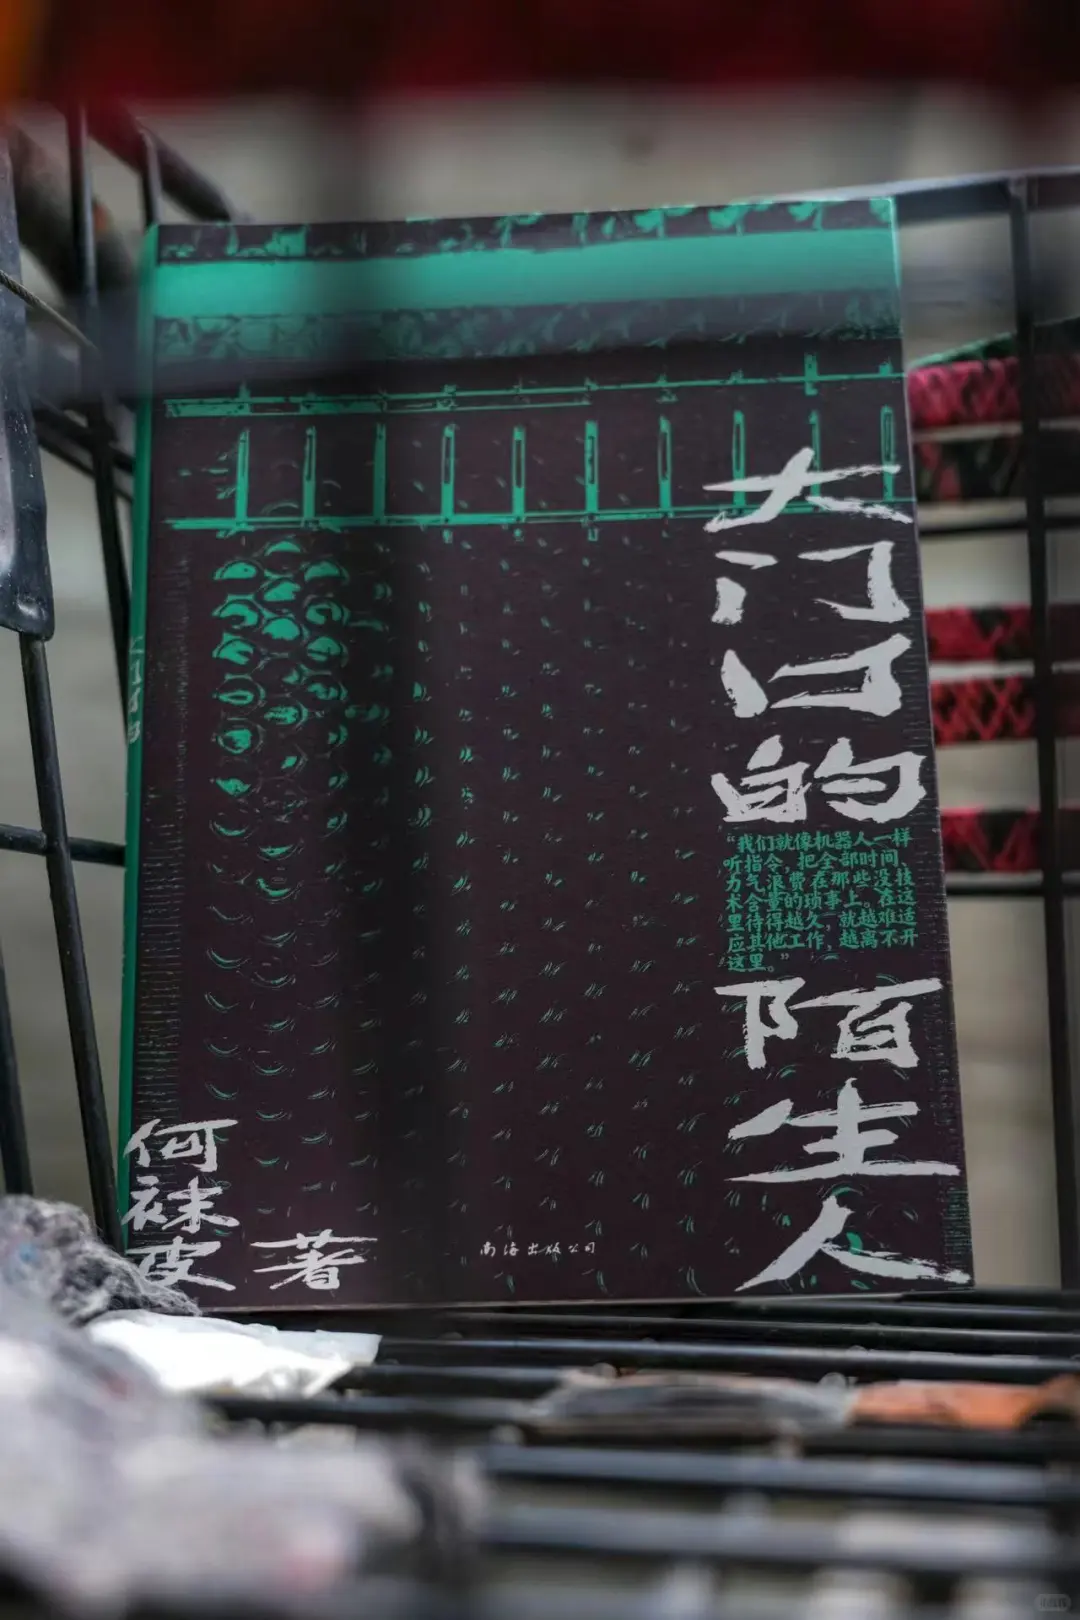 大门口的
“我们就像机器人一样
听指令，把全部时间、
力气浪费在那些没技
术含量的琐事上。在这
里待得越久，就越难适
应其他工作，越离不开
这里。”
陌生人
何袜皮 著
南海出版公司